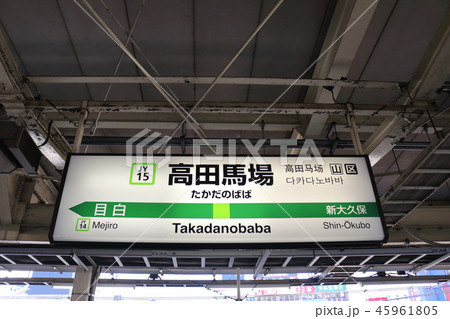 JY
15
高田馬場
たかだのばば
高田马场
다카다노바바
山 区
目白
新大久保
JY
14
Mejiro
Takadanobaba
Shin-Ōkubo
PIXTA
pixta.jp - 45961805